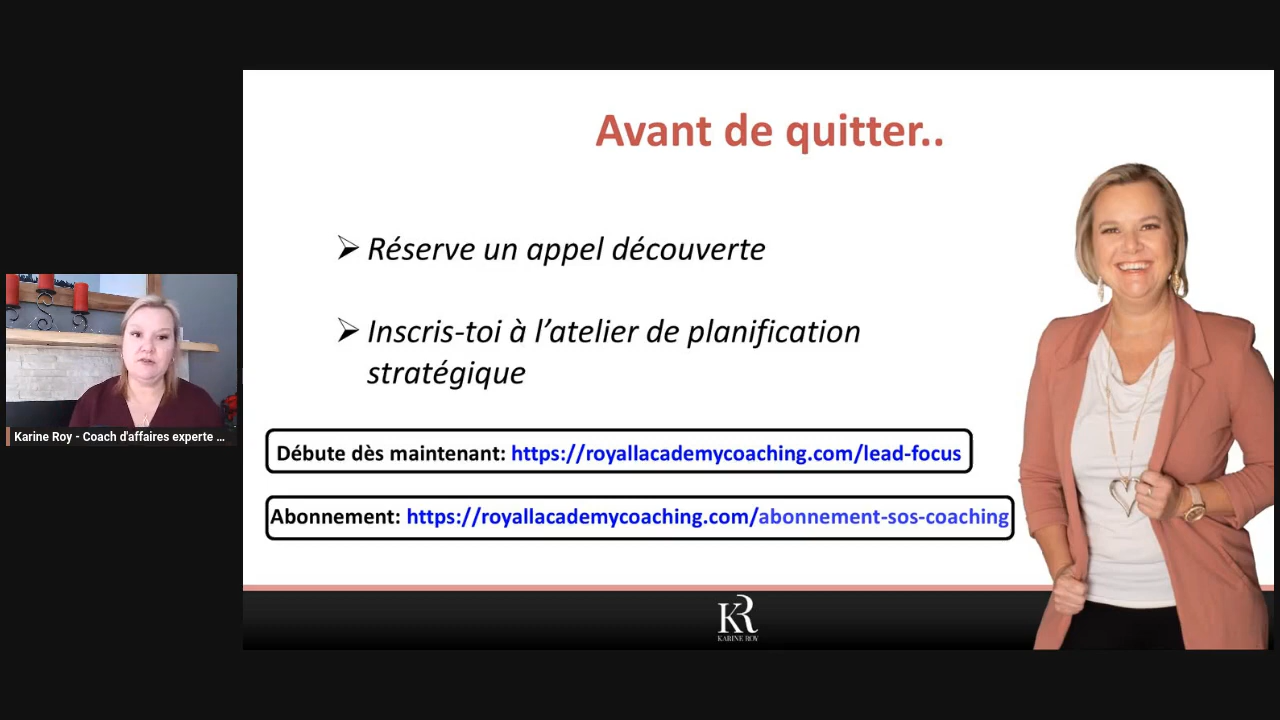 Avant de quitter..
➢ Réserve un appel découverte
➢ Inscris-toi à l’atelier de planification
stratégique
Débute dès maintenant: https://royallacademycoaching.com/lead-focus
Abonnement: https://royallacademycoaching.com/abonnement-sos-coaching
Karine Roy - Coach d'affaires experte ...
KR
KARINE ROY